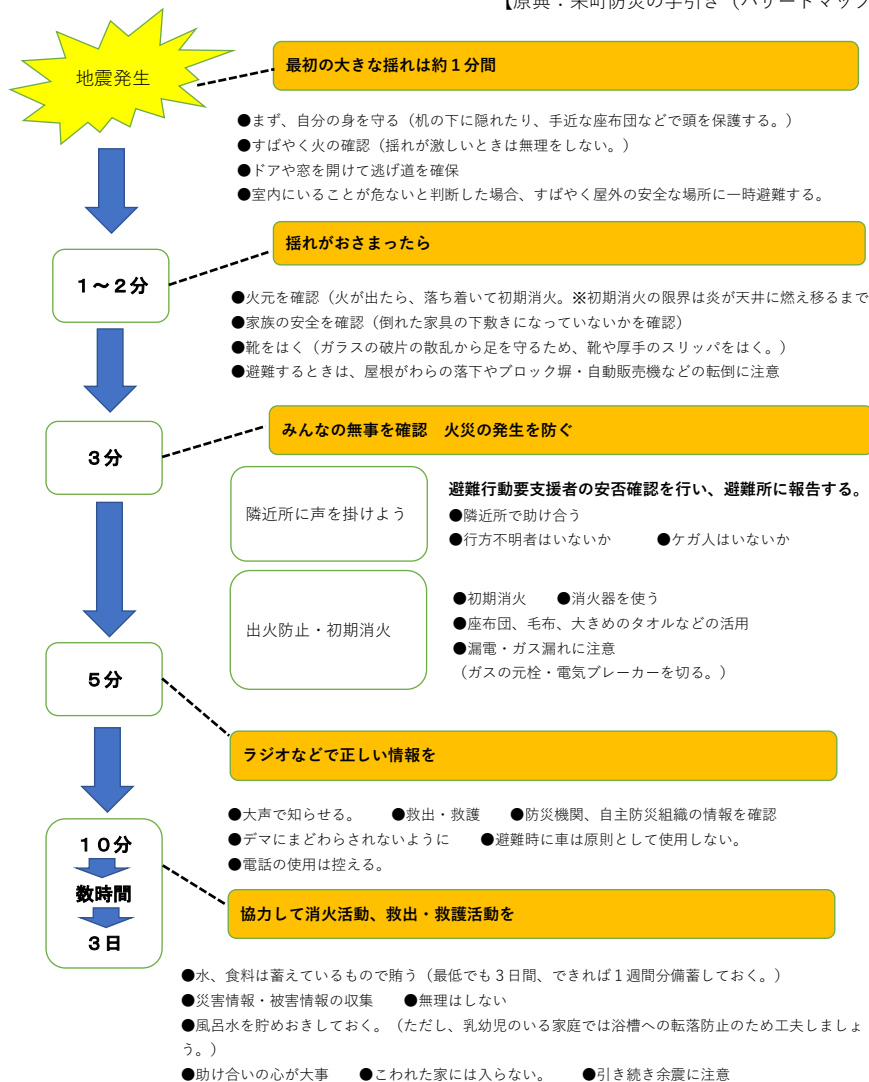 【原典：栄町防災の手引き（ハザードマップ
地震発生
最初の大きな揺れは約１分間
●まず、自分の身を守る（机の下に隠れたり、手近な座布団などで頭を保護する。）
●すばやく火の確認（揺れが激しいときは無理をしない。）
●ドアや窓を開けて逃げ道を確保
●室内にいることが危ないと判断した場合、すばやく屋外の安全な場所に一時避難する。
１～２分
揺れがおさまったら
●火元を確認（火が出たら、落ち着いて初期消火。※初期消火の限界は炎が天井に燃え移るまで
●家族の安全を確認（倒れた家具の下敷きになっていないかを確認）
●靴をはく（ガラスの破片の散乱から足を守るため、靴や厚手のスリッパをはく。）
●避難するときは、屋根がわらの落下やブロック塀・自動販売機などの転倒に注意
３分
みんなの無事を確認　火災の発生を防ぐ
隣近所に声を掛けよう
避難行動要支援者の安否確認を行い、避難所に報告する。
●隣近所で助け合う
●行方不明者はいないか　　●ケガ人はいないか
出火防止・初期消火
●初期消火　●消火器を使う
●座布団、毛布、大きめのタオルなどの活用
●漏電・ガス漏れに注意
（ガスの元栓・電気ブレーカーを切る。）
５分
ラジオなどで正しい情報を
●大声で知らせる。　●救出・救護　●防災機関、自主防災組織の情報を確認
●デマにまどわらされないように　●避難時に車は原則として使用しない。
●電話の使用は控える。
１０分
数時間
３日
協力して消火活動、救出・救護活動を
●水、食料は蓄えているもので賄う（最低でも３日間、できれば１週間分備蓄しておく。）
●災害情報・被害情報の収集　●無理はしない
●風呂水を貯めおきしておく。（ただし、乳幼児のいる家庭では浴槽への転落防止のため工夫しましょ
う。）
●助け合いの心が大事　●こわれた家には入らない。　●引き続き余震に注意